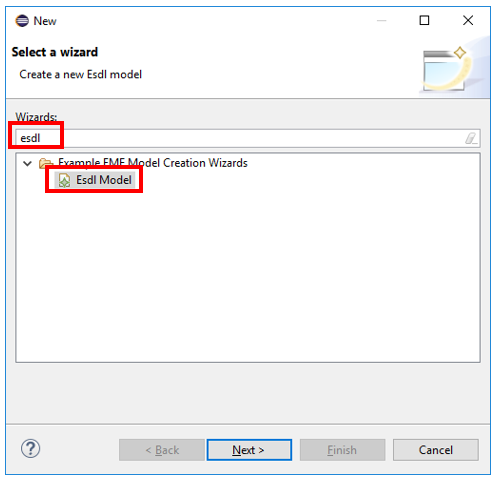 New
Select a wizard
Create a new Esdl model
Wizards:
esdl
Example EMF Model Creation Wizards
Esdl Model
?
< Back
Next >
Finish
Cancel